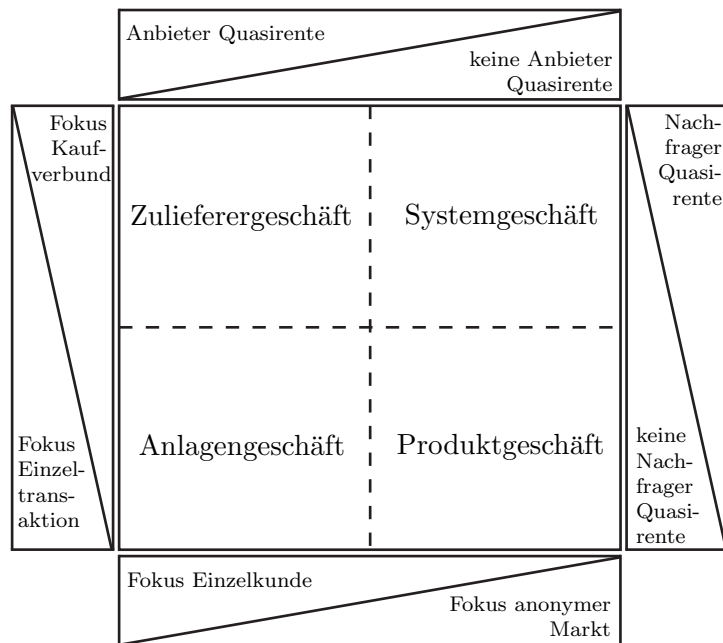 Anbieter Quasirente
keine Anbieter
Quasirente
Fokus
Kauf-
verbund
Nach-
frager
Quasi-
rente
Zuliefergeschäft
Systemgeschäft
Anlagengeschäft
Produktgeschäft
Fokus
Einzel-
trans-
aktion
keine
Nach-
frager
Quasi-
rente
Fokus Einzelkunde
Fokus anonymer
Markt